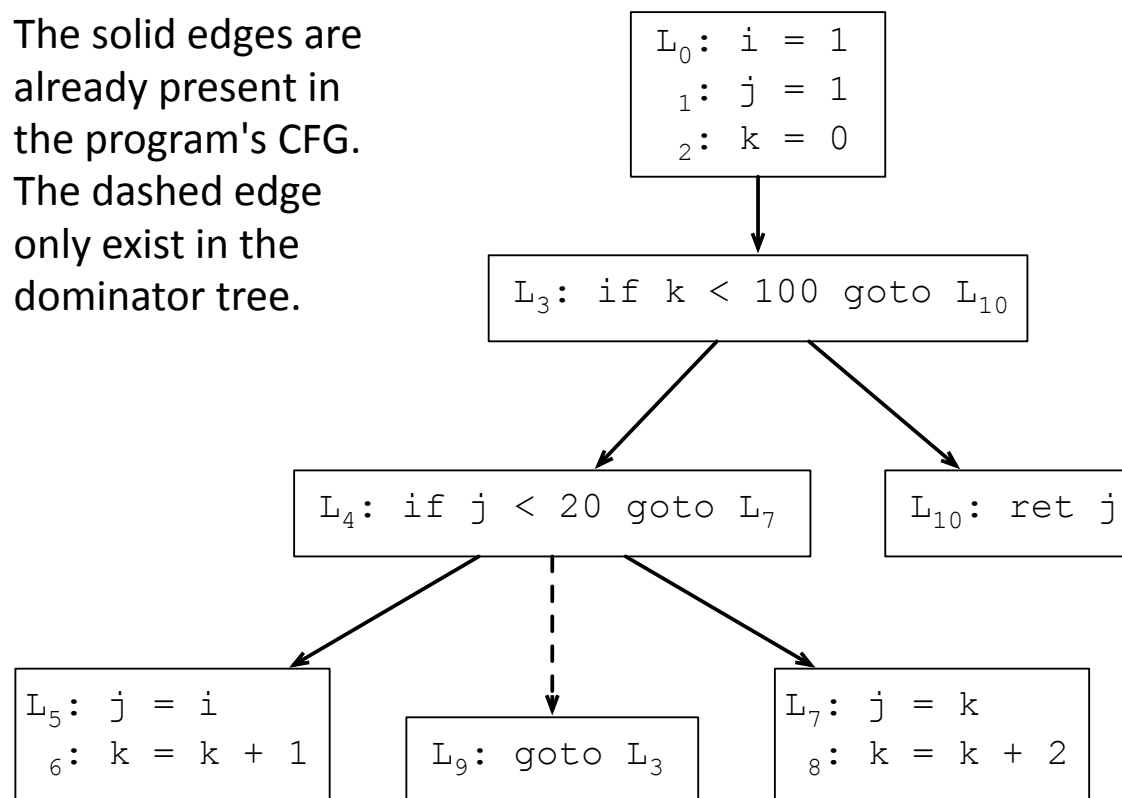 The solid edges are
already present in
the program's CFG.
The dashed edge
only exist in the
dominator tree.
L0: i = 1
1: j = 1
2: k = 0
L3: if k < 100 goto L10
L4: if j < 20 goto L7
L10: ret j
L5: j = i
6: k = k + 1
L9: goto L3
L7: j = k
8: k = k + 2